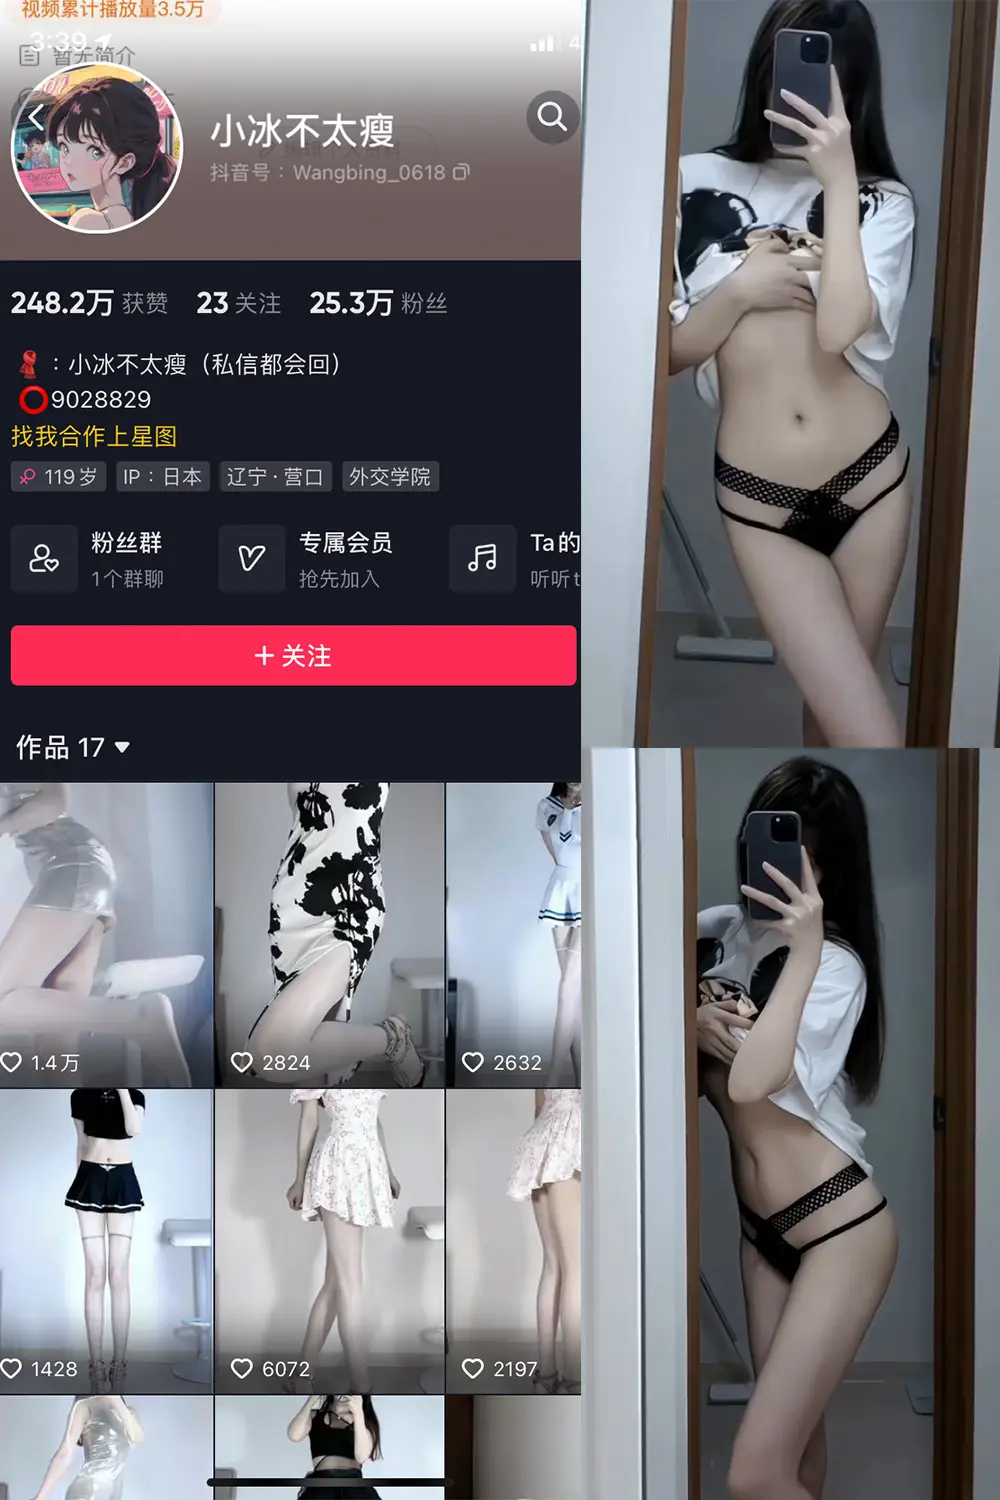 视频累计播放量3.5万
3:39
4
暂无简介
小冰不太瘦
抖音号：Wangbing_0618
248.2万 获赞 23 关注 25.3万 粉丝
：小冰不太瘦（私信都会回）
9028829
找我合作上星图
119岁 IP：日本 辽宁·营口 外交学院
粉丝群 专属会员 Ta的
1个群聊 抢先加入 听听t
+ 关注
作品 17
1.4万 2824 2632
1428 6072 2197